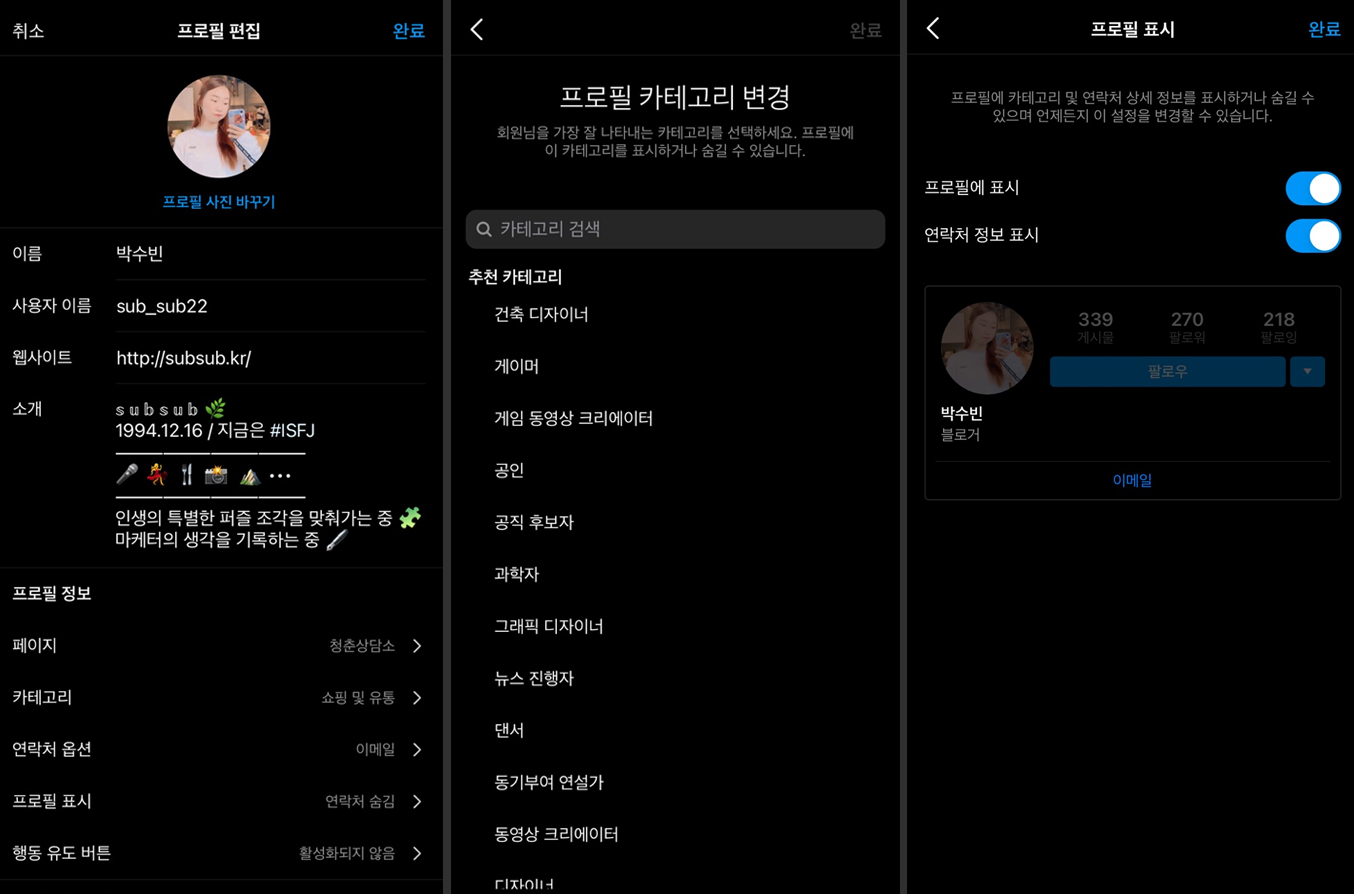 취소
프로필 편집
완료
프로필 사진 바꾸기
이름
박수빈
사용자 이름
sub_sub22
웹사이트
http://subsub.kr/
소개
𝕤 𝕦 𝕓 𝕤 𝕦 𝕓 🌿
1994.12.16 / 지금은 #ISFJ
🎤 💃 🍴 📸 ⛰ ···
인생의 특별한 퍼즐 조각을 맞춰가는 중 🧩
마케터의 생각을 기록하는 중 🖋
프로필 정보
페이지
청춘상담소
카테고리
쇼핑 및 유통
연락처 옵션
이메일
프로필 표시
연락처 숨김
행동 유도 버튼
활성화되지 않음
완료
프로필 카테고리 변경
회원님을 가장 잘 나타내는 카테고리를 선택하세요. 프로필에
이 카테고리를 표시하거나 숨길 수 있습니다.
카테고리 검색
추천 카테고리
건축 디자이너
게이머
게임 동영상 크리에이터
공인
공직 후보자
과학자
그래픽 디자이너
뉴스 진행자
댄서
동기부여 연설가
동영상 크리에이터
디자이너
프로필 표시
완료
프로필에 카테고리 및 연락처 상세 정보를 표시하거나 숨길 수
있으며 언제든지 이 설정을 변경할 수 있습니다.
프로필에 표시
연락처 정보 표시
339
270
218
게시물
팔로워
팔로잉
팔로우
박수빈
블로거
이메일